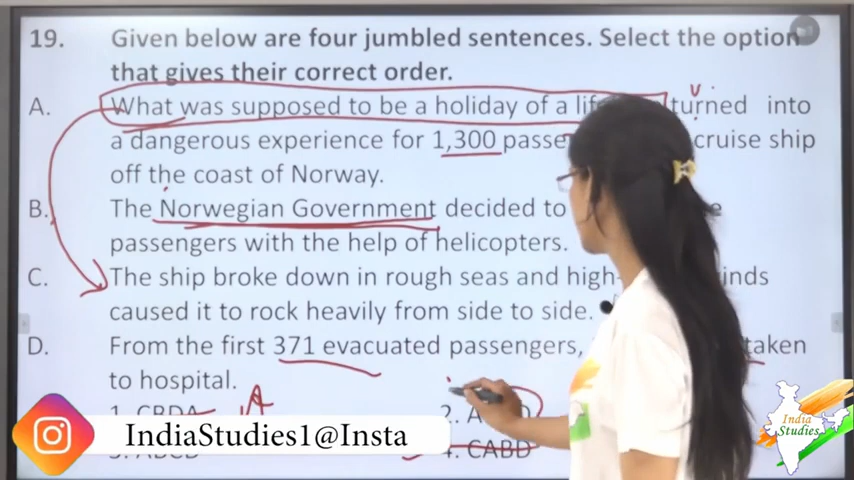 19. Given below are four jumbled sentences. Select the option
that gives their correct order.
A. What was supposed to be a holiday of a turned into
a dangerous experience for 1,300 cruise ship
off the coast of Norway.
B. The Norwegian Government decided to
passengers with the help of helicopters.
C. The ship broke down in rough seas and
caused it to rock heavily from side to side.
D. From the first 371 evacuated passengers, taken
to hospital.
1. CBDA A 2.
4. CABD
IndiaStudies1@Insta
India
Studies